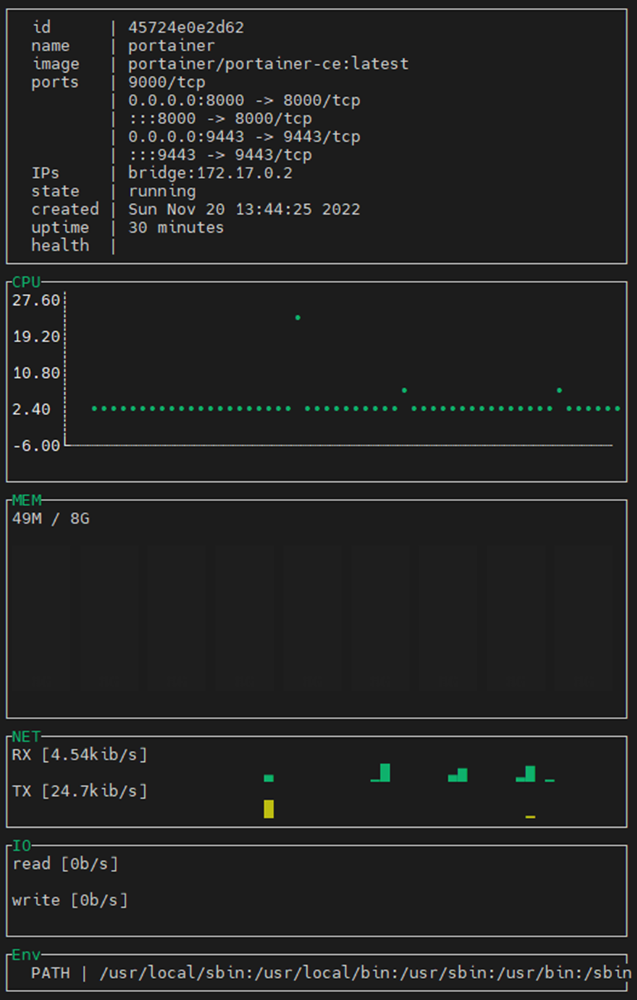 id | 45724e0e2d62
name | portainer
image | portainer/portainer-ce:latest
ports | 9000/tcp
| 0.0.0.0:8000 -> 8000/tcp
| :::8000 -> 8000/tcp
| 0.0.0.0:9443 -> 9443/tcp
| :::9443 -> 9443/tcp
IPs | bridge:172.17.0.2
state | running
created | Sun Nov 20 13:44:25 2022
uptime | 30 minutes
health |
CPU
27.60
19.20
10.80
2.40
-6.00
MEM
49M / 8G
NET
RX [4.54kib/s]
TX [24.7kib/s]
IO
read [0b/s]
write [0b/s]
Env
PATH | /usr/local/sbin:/usr/local/bin:/usr/sbin:/usr/bin:/sbin